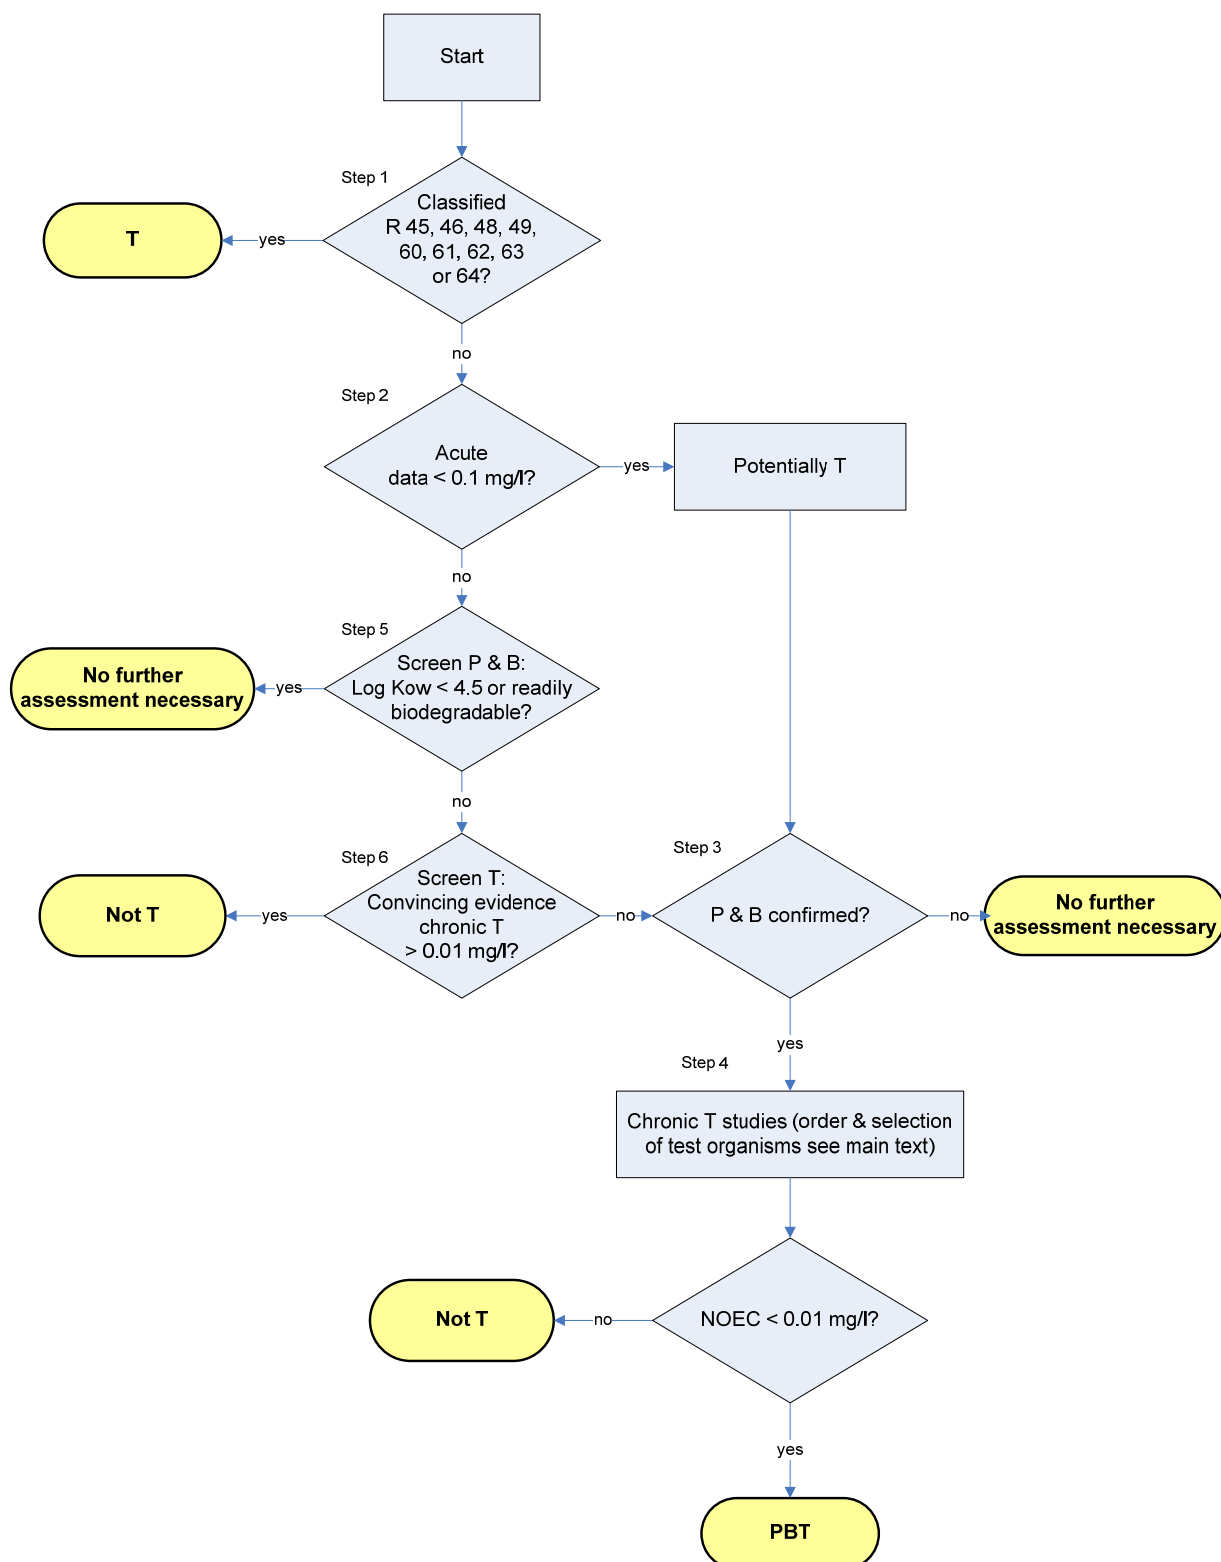 Start
Step 1
Classified
R 45, 46, 48, 49,
60, 61, 62, 63
or 64?
T
yes
no
Step 2
Acute
data < 0.1 mg/l?
yes
Potentially T
no
Step 5
Screen P & B:
Log Kow < 4.5 or readily
biodegradable?
No further
assessment necessary
yes
no
Step 6
Screen T:
Convincing evidence
chronic T
> 0.01 mg/l?
Not T
yes
no
Step 3
P & B confirmed?
no
No further
assessment necessary
yes
Step 4
Chronic T studies (order & selection
of test organisms see main text)
NOEC < 0.01 mg/l?
no
Not T
yes
PBT